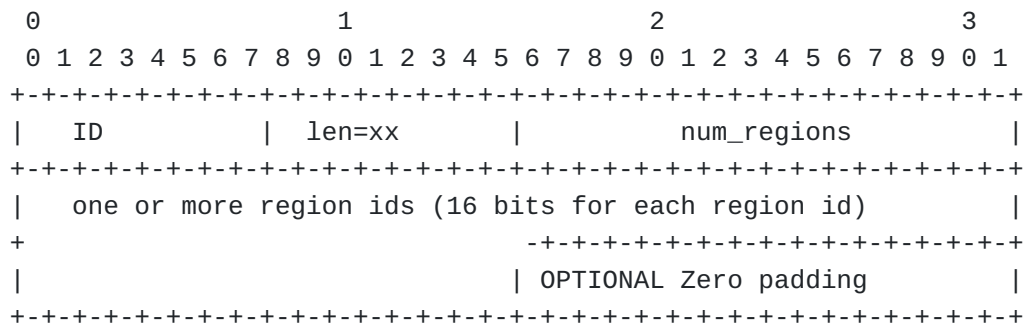 0                   1                   2                   3
 0 1 2 3 4 5 6 7 8 9 0 1 2 3 4 5 6 7 8 9 0 1 2 3 4 5 6 7 8 9 0 1
+-+-+-+-+-+-+-+-+-+-+-+-+-+-+-+-+-+-+-+-+-+-+-+-+-+-+-+-+-+-+-+-+
|   ID          |  len=xx       |          num_regions          |
+-+-+-+-+-+-+-+-+-+-+-+-+-+-+-+-+-+-+-+-+-+-+-+-+-+-+-+-+-+-+-+-+
|   one or more region ids (16 bits for each region id)         |
+                                -+-+-+-+-+-+-+-+-+-+-+-+-+-+-+-+
|                               | OPTIONAL Zero padding         |
+-+-+-+-+-+-+-+-+-+-+-+-+-+-+-+-+-+-+-+-+-+-+-+-+-+-+-+-+-+-+-+-+